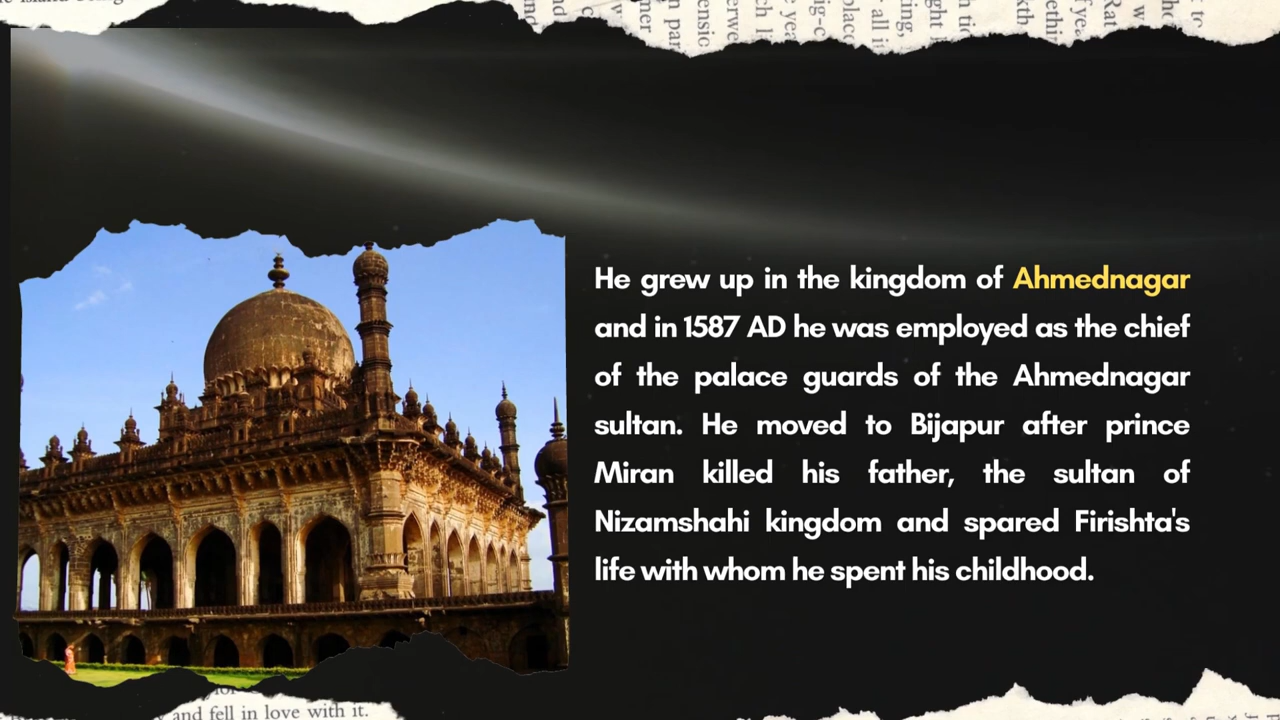 He grew up in the kingdom of Ahmednagar
and in 1587 AD he was employed as the chief
of the palace guards of the Ahmednagar
sultan. He moved to Bijapur after prince
Miran killed his father, the sultan of
Nizamshahi kingdom and spared Firishta's
life with whom he spent his childhood.
and fell in love with it.